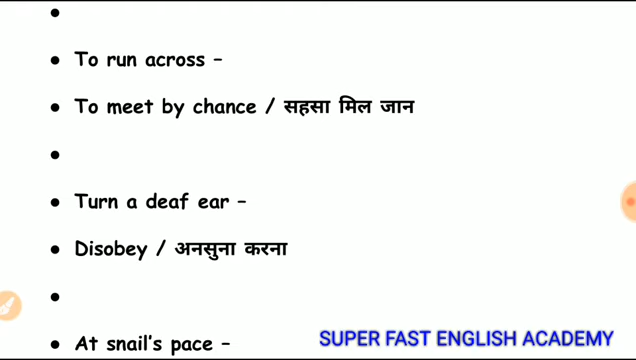 To run across –
To meet by chance / सहसा मिल जान
Turn a deaf ear –
Disobey / अनसुना करना
At snail's pace –
SUPER FAST ENGLISH ACADEMY